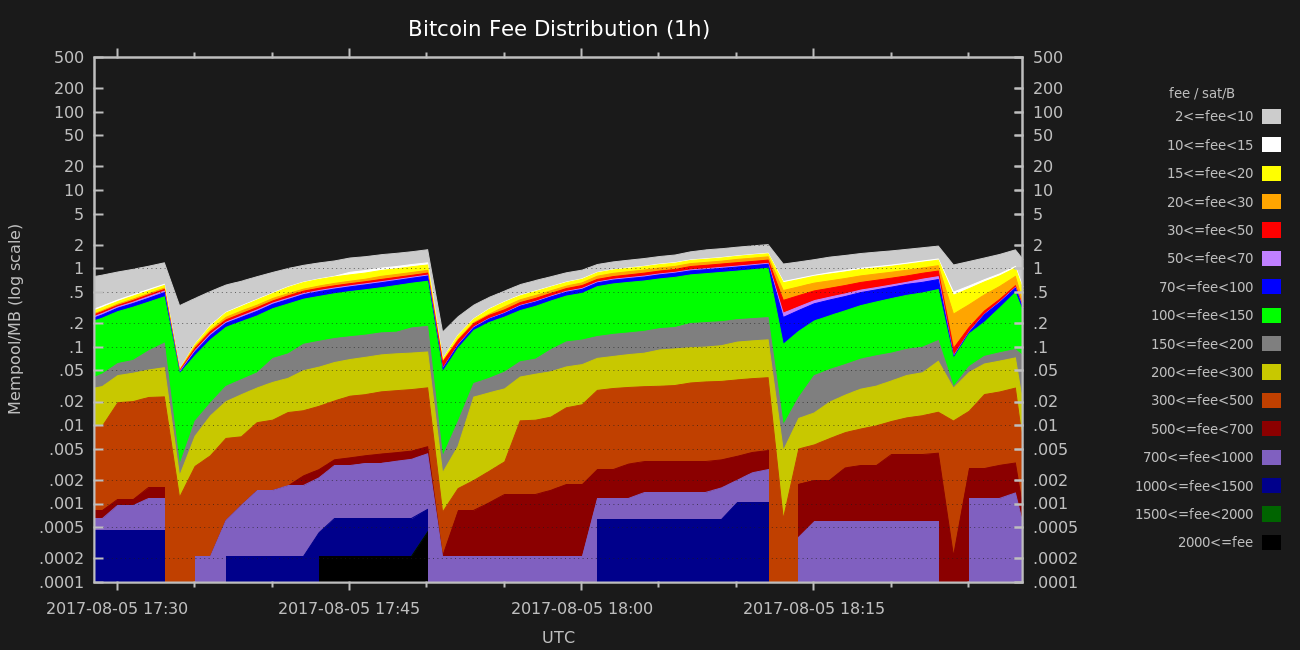 Bitcoin Fee Distribution (1h)
500
200
100
50
20
10
5
2
1
.5
.2
.1
.05
.02
.01
.005
.002
.001
.0005
.0002
.0001
Mempool/MB (log scale)
500
200
100
50
20
10
5
2
1
.5
.2
.1
.05
.02
.01
.005
.002
.001
.0005
.0002
.0001
2017-08-05 17:30
2017-08-05 17:45
2017-08-05 18:00
2017-08-05 18:15
UTC
fee / sat/B
2<=fee<10
10<=fee<15
15<=fee<20
20<=fee<30
30<=fee<50
50<=fee<70
70<=fee<100
100<=fee<150
150<=fee<200
200<=fee<300
300<=fee<500
500<=fee<700
700<=fee<1000
1000<=fee<1500
1500<=fee<2000
2000<=fee